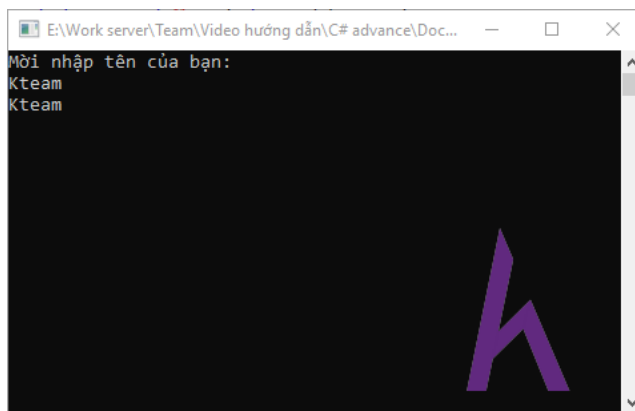 E:\Work server\Team\Video hướng dẫn\C# advance\Doc...
Mời nhập tên của bạn:
Kteam
Kteam